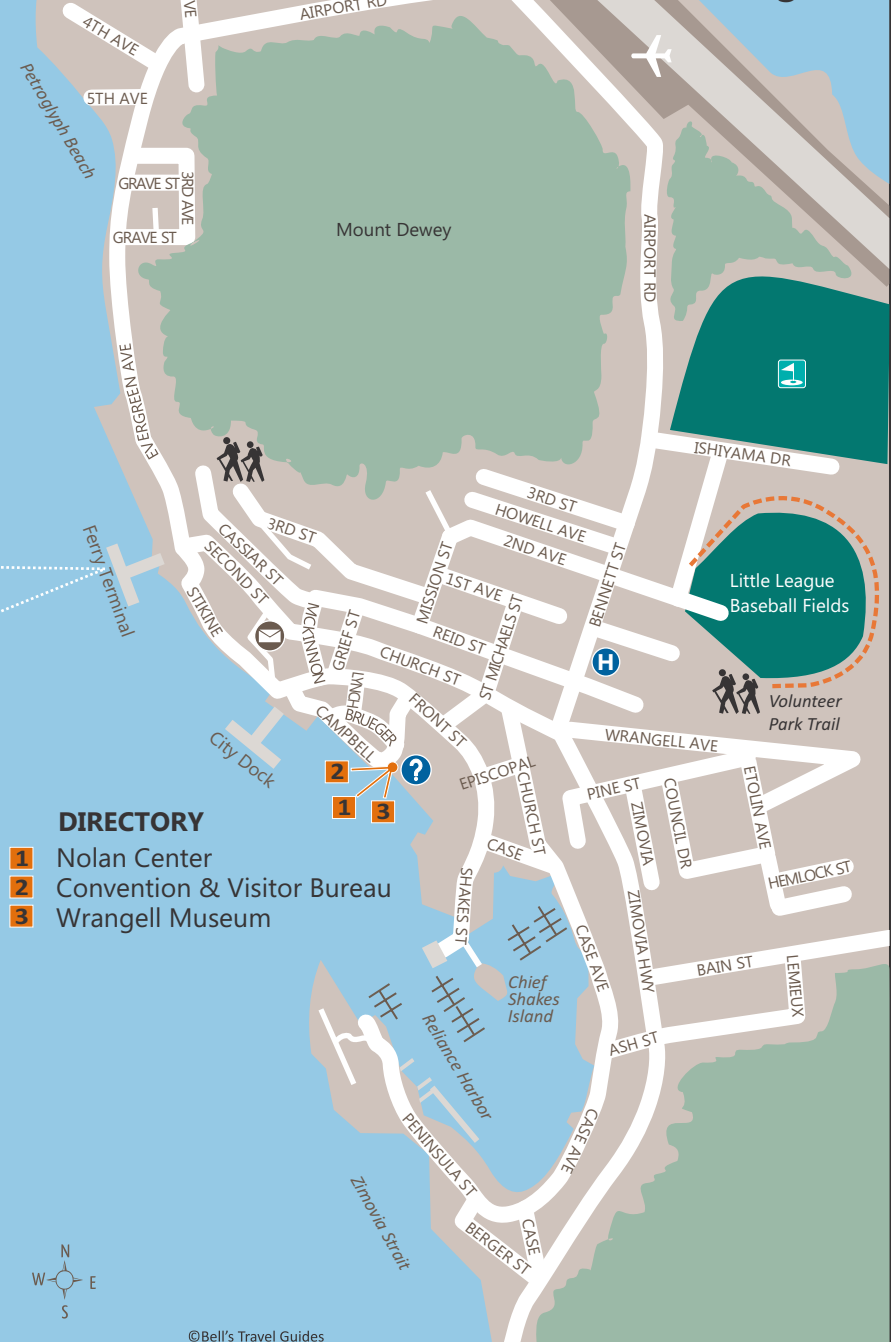 AIRPORT RD
VE
4TH AVE
Petroglyph Beach
5TH AVE
GRAVE ST
3RD AVE
GRAVE ST
Mount Dewey
AIRPORT RD
EVERGREEN AVE
ISHIYAMA DR
3RD ST
HOWELL AVE
2ND AVE
3RD ST
CASSIAR ST
SECOND ST
MISSION ST
1ST AVE
BENNETT ST
Little League
Baseball Fields
Ferry Terminal
STIKINE
MCKINNON
GRIEF ST
REID ST
ST MICHAELS ST
CHURCH ST
H
LYNCH
BRUEGER
FRONT ST
CAMPBELL
Volunteer
Park Trail
WRANGELL AVE
City Dock
2
?
1
3
EPISCOPAL
CHURCH ST
PINE ST
ZIMOVIA
COUNCIL DR
ETOLIN AVE
HEMLOCK ST
CASE
SHAKES ST
DIRECTORY
1 Nolan Center
2 Convention & Visitor Bureau
3 Wrangell Museum
ZIMOVIA HWY
CASE AVE
BAIN ST
LEMIEUX
Chief
Shakes
Island
Reliance Harbor
ASH ST
CASE AVE
PENINSULA ST
Zimovia Strait
CASE
BERGER ST
N
W
E
S
©Bell's Travel Guides